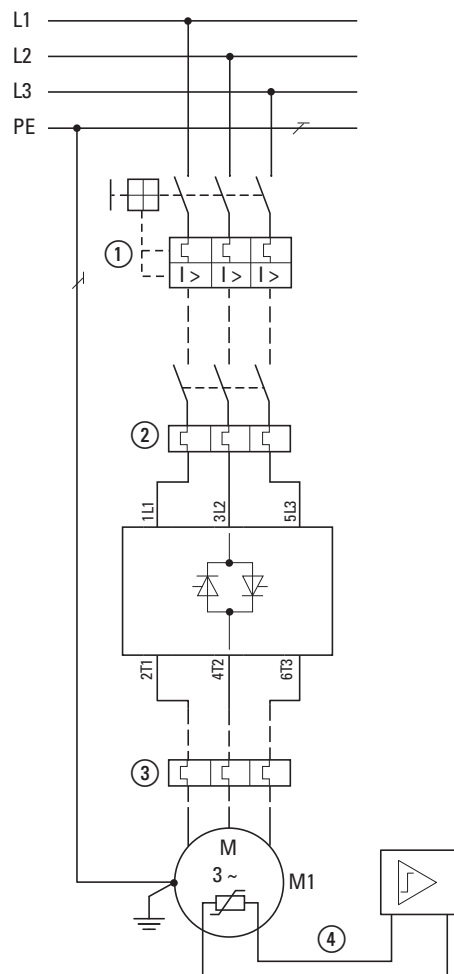 L1
L2
L3
PE
1
I > I > I >
2
1L1 3L2 5L3
2T1 4T2 6T3
3
M
3 ~
M1
4